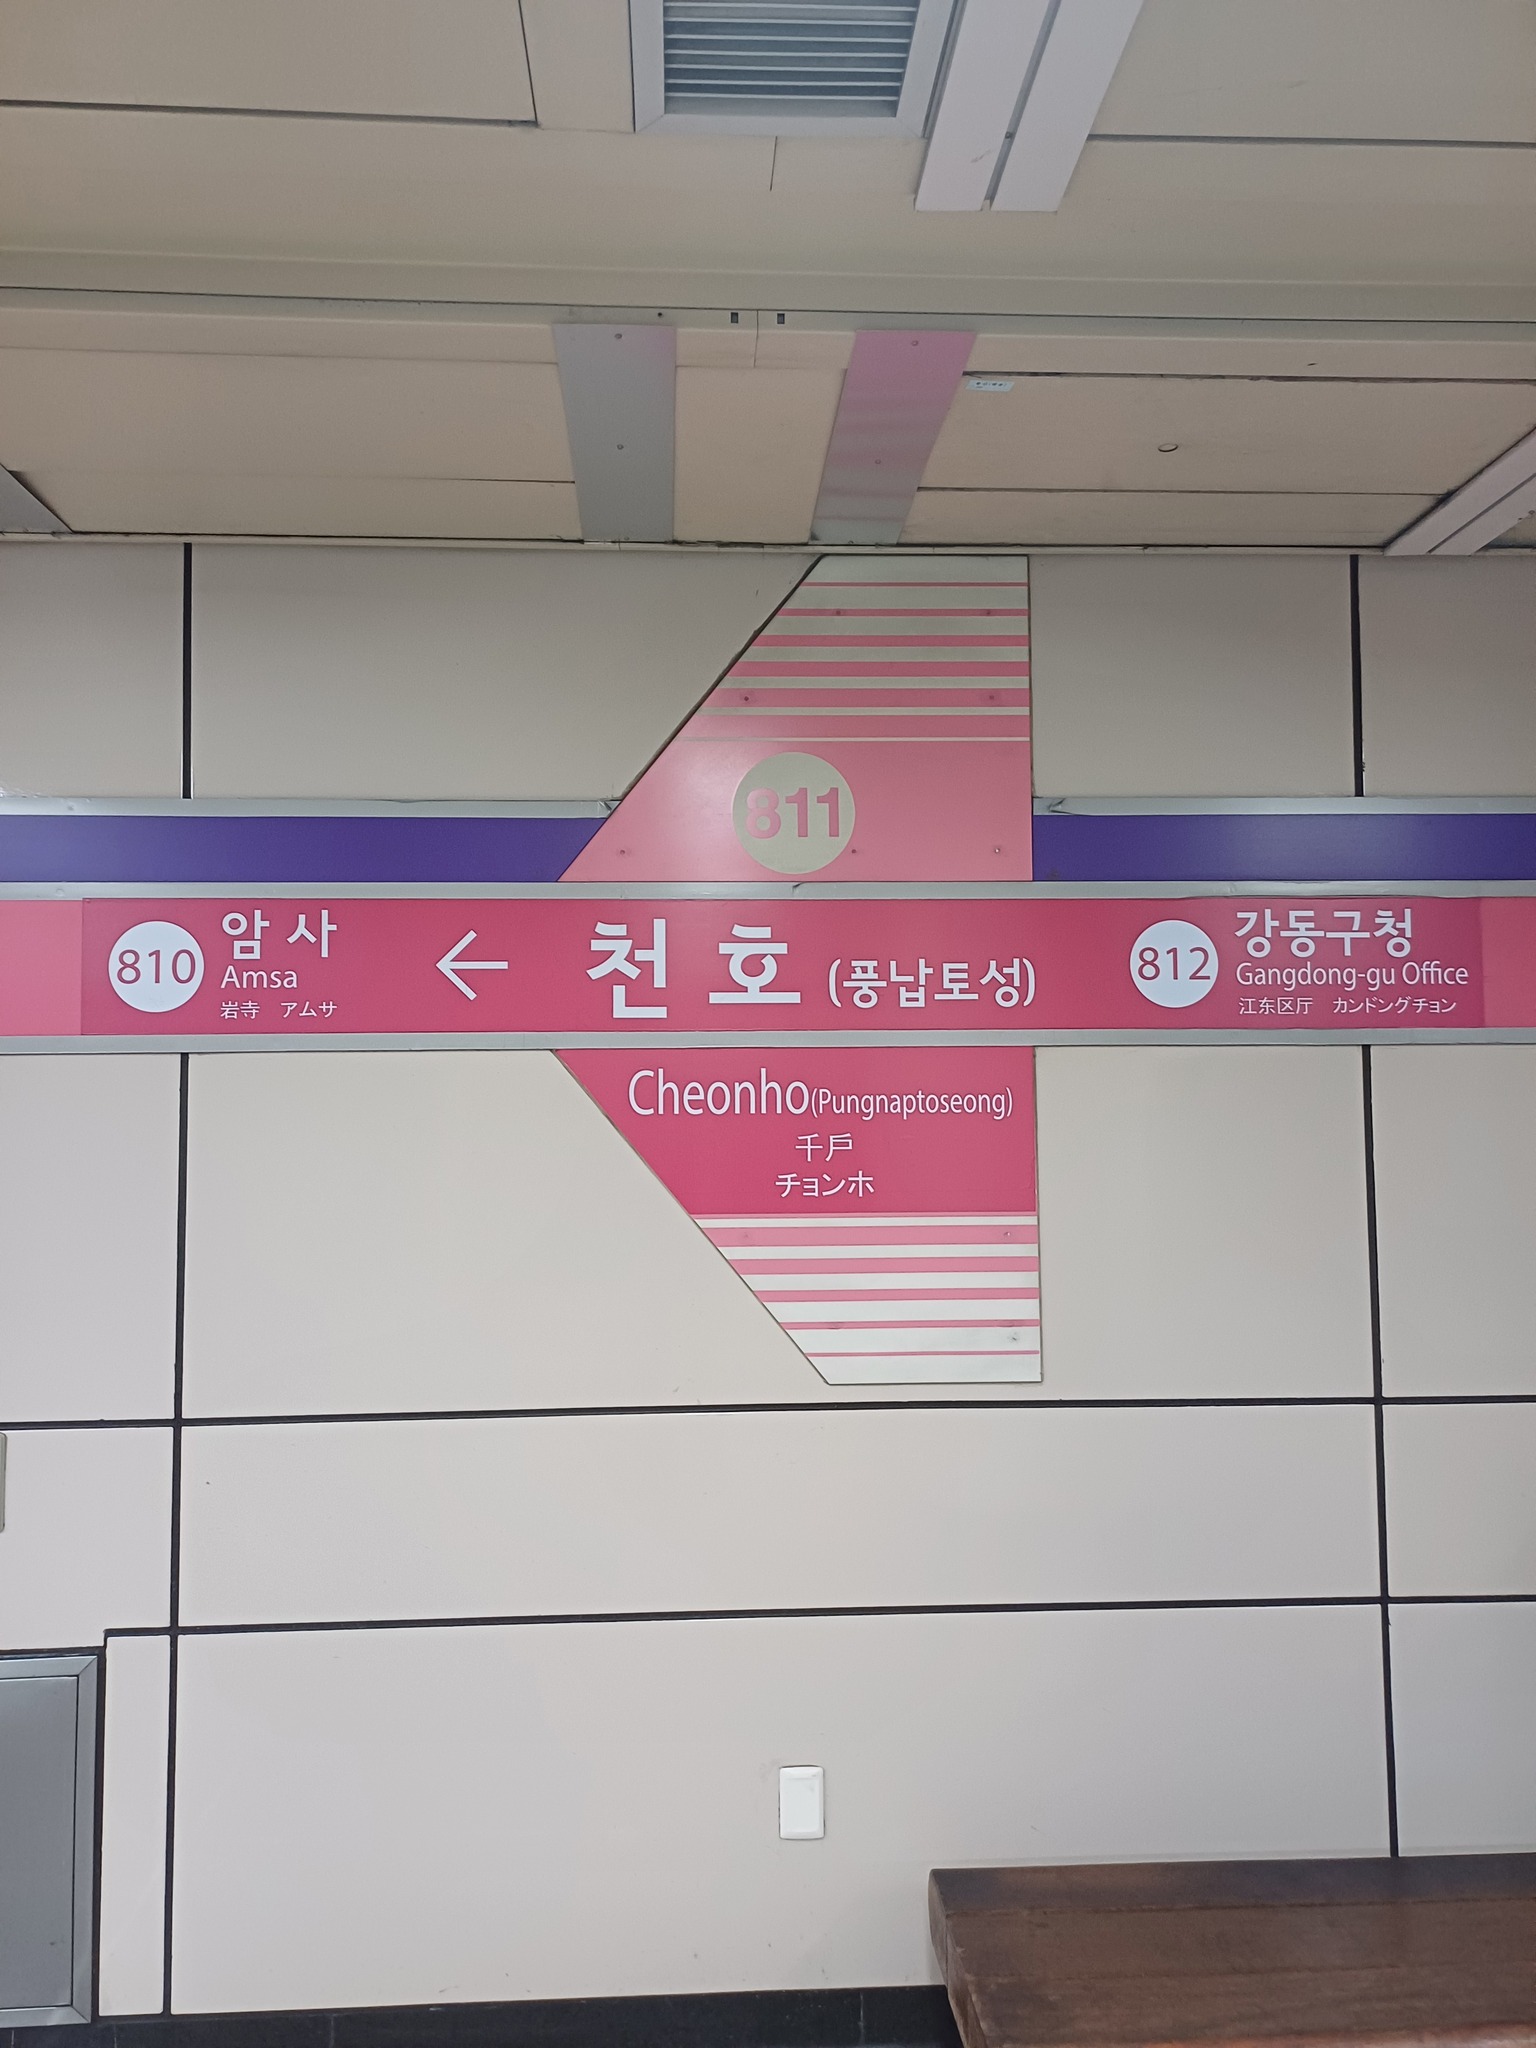 811
810
암 사
Amsa
岩寺 アムサ
←
천 호 (풍납토성)
812
강동구청
Gangdong-gu Office
江东区厅 カンドングチョン
Cheonho(Pungnaptoseong)
千戶
チョンホ